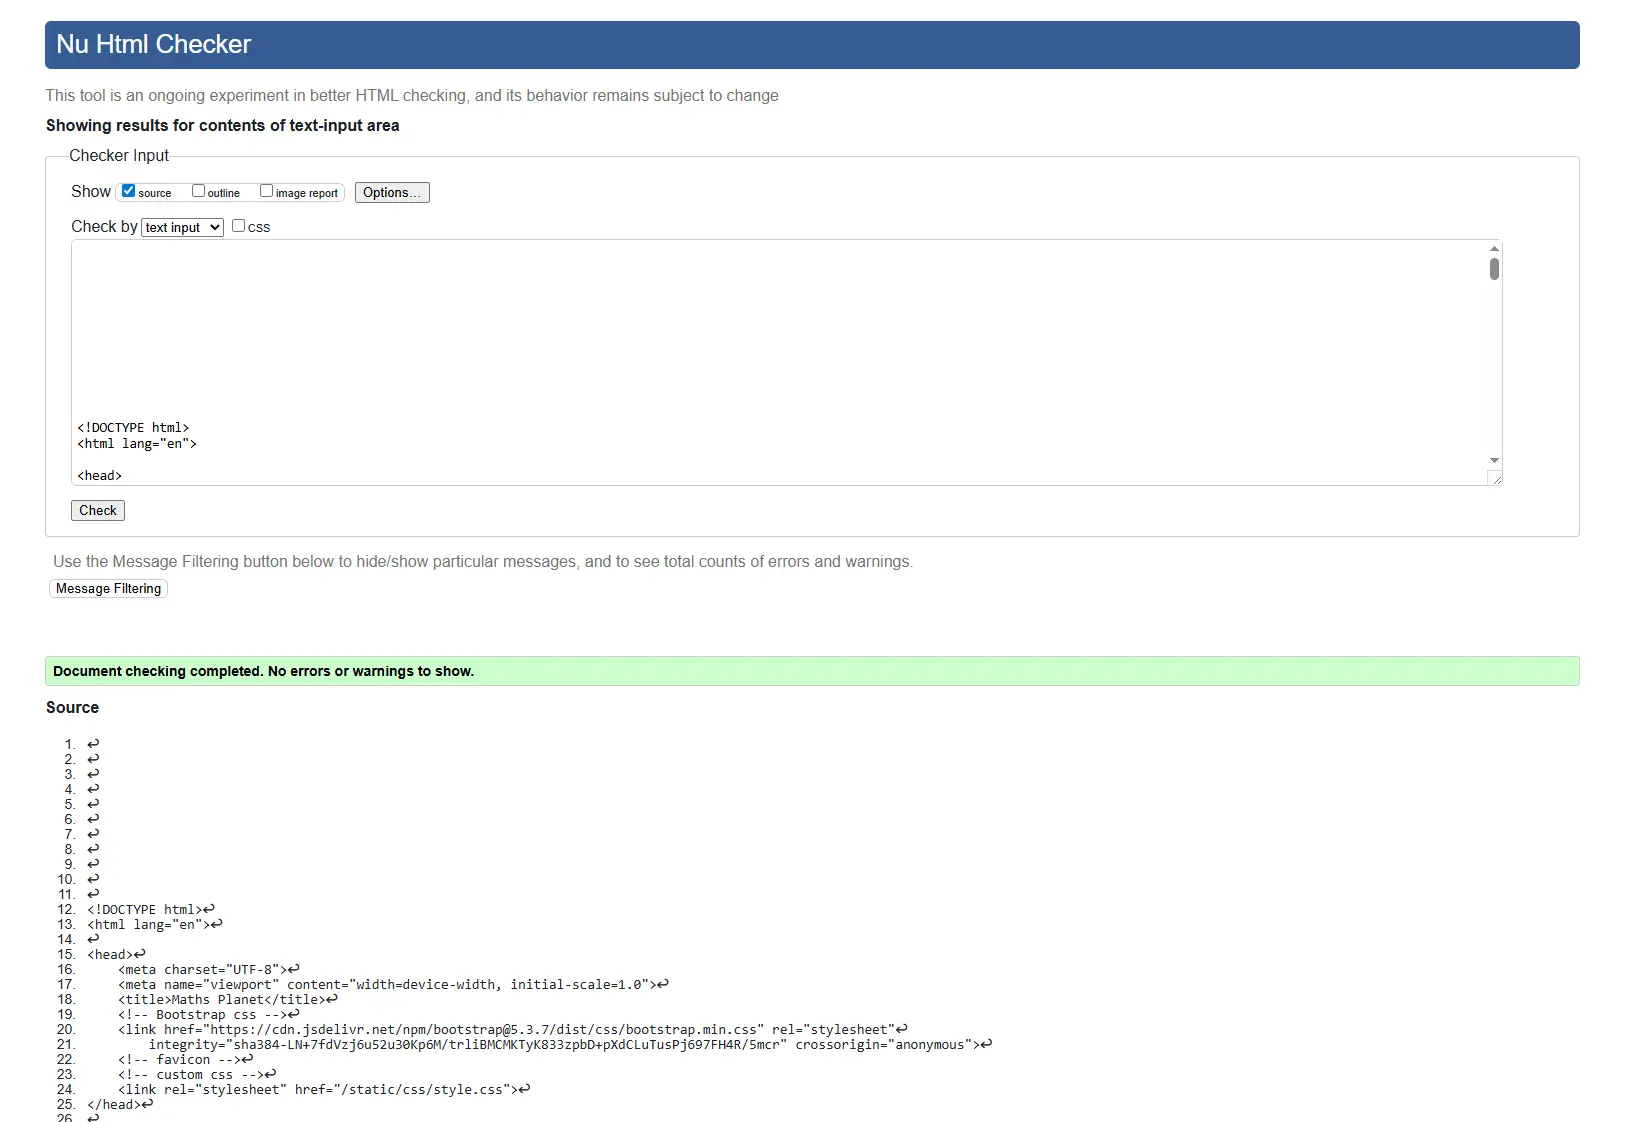 Nu Html Checker
This tool is an ongoing experiment in better HTML checking, and its behavior remains subject to change
Showing results for contents of text-input area
Checker Input
Show source outline image report Options...
Check by text input css
<!DOCTYPE html>
<html lang="en">
<head>
Check
Use the Message Filtering button below to hide/show particular messages, and to see total counts of errors and warnings.
Message Filtering
Document checking completed. No errors or warnings to show.
Source
1. ↩
2. ↩
3. ↩
4. ↩
5. ↩
6. ↩
7. ↩
8. ↩
9. ↩
10. ↩
11. ↩
12. <!DOCTYPE html>↩
13. <html lang="en">↩
14. ↩
15. <head>↩
16. <meta charset="UTF-8">↩
17. <meta name="viewport" content="width=device-width, initial-scale=1.0">↩
18. <title>Maths Planet</title>↩
19. <!-- Bootstrap css -->↩
20. <link href="https://cdn.jsdelivr.net/npm/bootstrap@5.3.7/dist/css/bootstrap.min.css" rel="stylesheet"↩
21. integrity="sha384-LN+7fdVzj6u52u30Kp6M/trliBMCMKTyK833zpbD+pXdCLuTusPj697FH4R/5mcr" crossorigin="anonymous">↩
22. <!-- favicon -->↩
23. <!-- custom css -->↩
24. <link rel="stylesheet" href="/static/css/style.css">↩
25. </head>↩
26. ↩